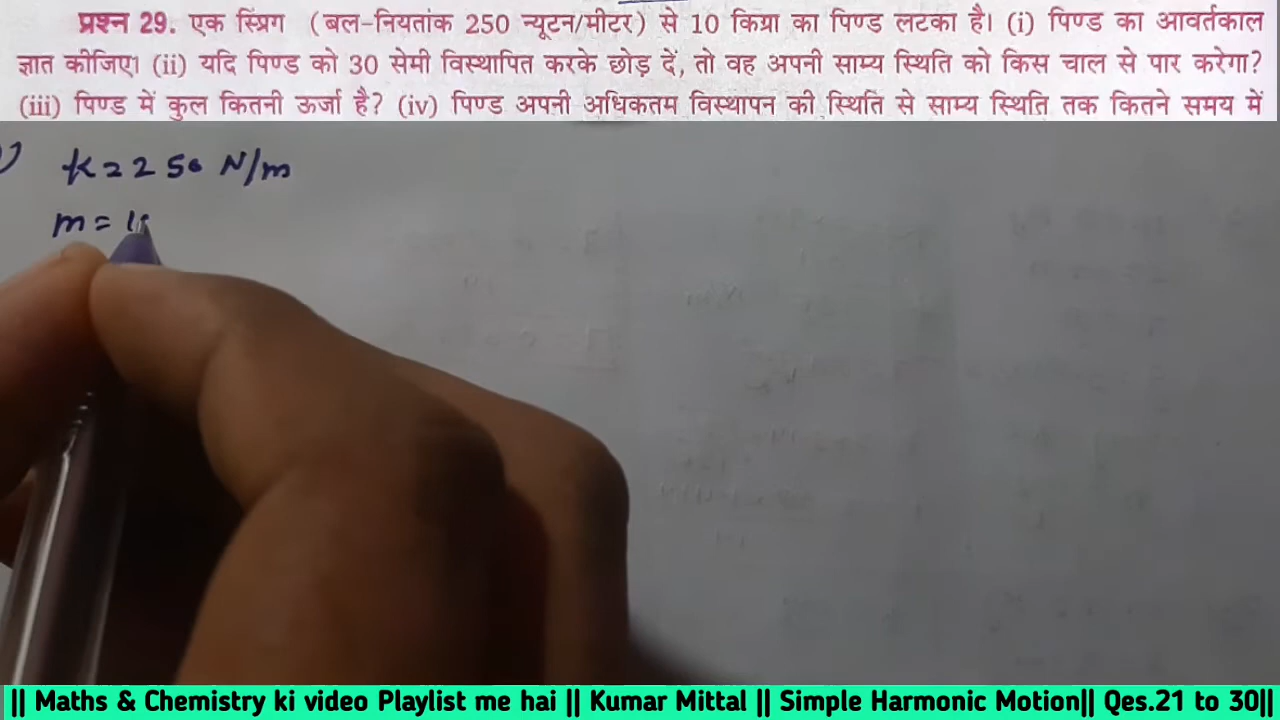 प्रश्न 29. एक स्प्रिग (बल-नियतांक 250 न्यूटन/मीटर) से 10 किग्रा का पिण्ड लटका है। (i) पिण्ड का आवर्तकाल
ज्ञात कीजिए। (ii) यदि पिण्ड को 30 सेमी विस्थापित करके छोड़ दें, तो वह अपनी साम्य स्थिति को किस चाल से पार करेगा?
(iii) पिण्ड में कुल कितनी ऊर्जा है? (iv) पिण्ड अपनी अधिकतम विस्थापन की स्थिति से साम्य स्थिति तक कितने समय में
k = 250 N/m
m =
|| Maths & Chemistry ki video Playlist me hai || Kumar Mittal || Simple Harmonic Motion|| Qes.21 to 30||